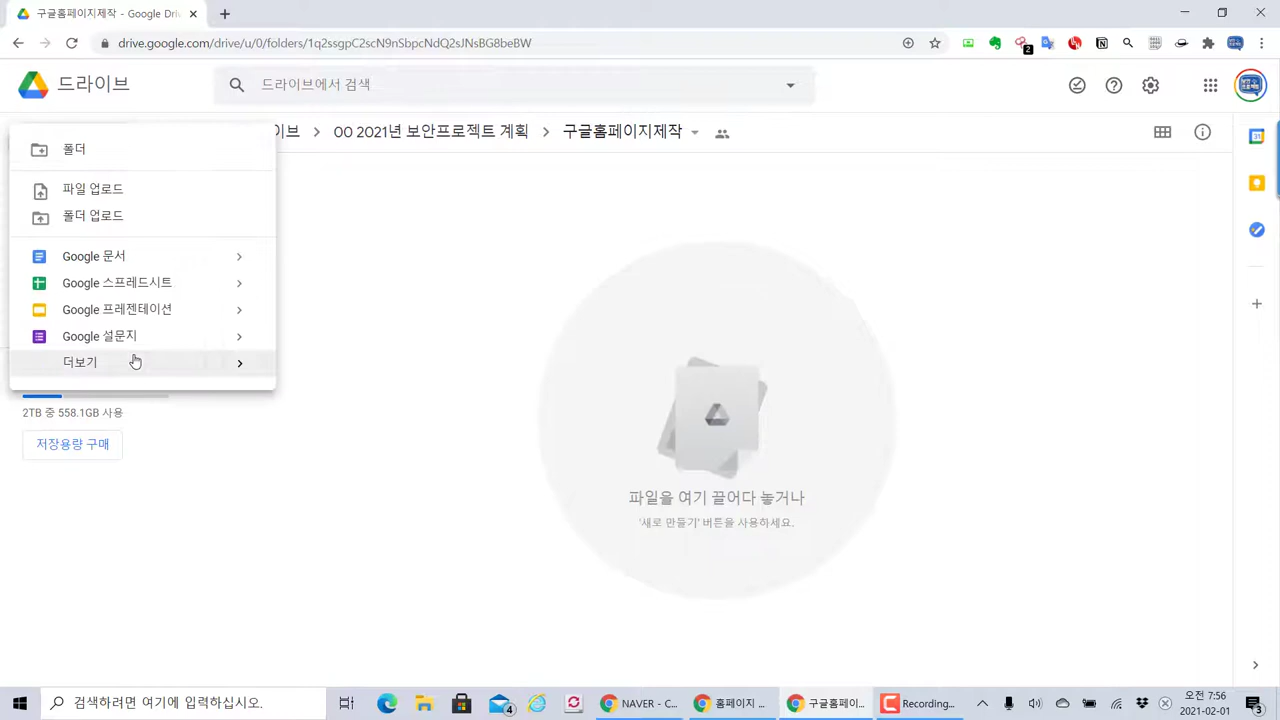 구글홈페이지제작 - Google Driv
drive.google.com/drive/u/0/folders/1q2ssgpC2scN9nSbpcNdQ2eJNsBG8beBW
2
드라이브
드라이브에서 검색
이브 > OO 2021년 보안프로젝트 계획 > 구글홈페이지제작
31
폴더
파일 업로드
폴더 업로드
Google 문서
Google 스프레드시트
Google 프레젠테이션
Google 설문지
더보기
2TB 중 558.1GB 사용
저장용량 구매
파일을 여기 끌어다 놓거나
'새로 만들기' 버튼을 사용하세요.
검색하려면 여기에 입력하십시오.
4
NAVER - C...
홈페이지 ...
구글홈페이...
Recording...
오전 7:56
2021-02-01
3